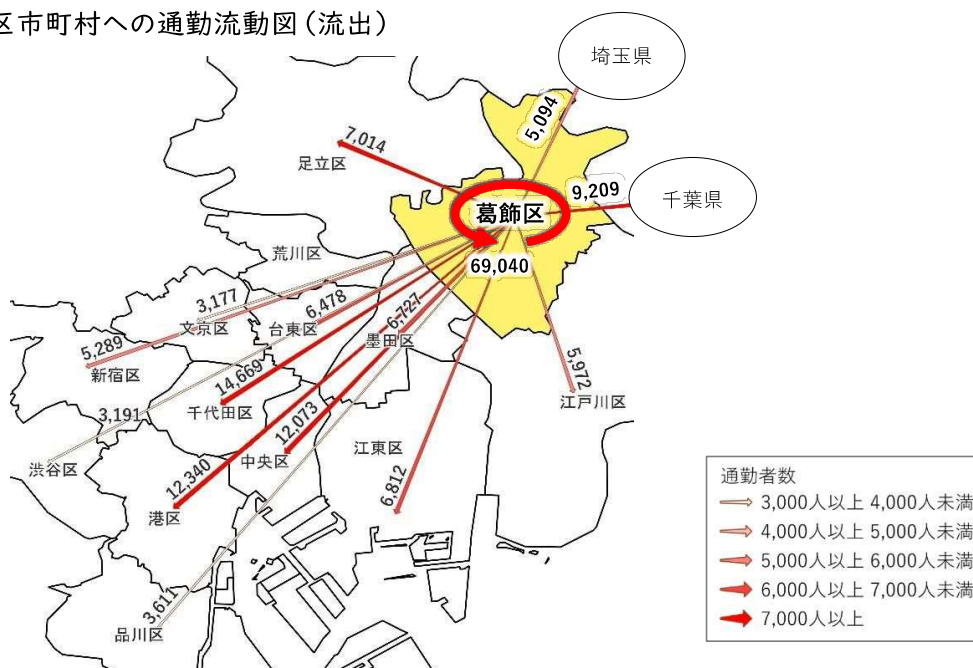 区市町村への通勤流動図（流出）
埼玉県
5,094
7,014
足立区
9,209
千葉県
葛飾区
69,040
荒川区
3,177
6,478
文京区
台東区
6,727
墨田区
5,289
新宿区
14,669
千代田区
5,972
江戸川区
3,191
12,073
渋谷区
中央区
江東区
12,340
港区
6,812
3,611
品川区
通勤者数
3,000人以上 4,000人未満
4,000人以上 5,000人未満
5,000人以上 6,000人未満
6,000人以上 7,000人未満
7,000人以上